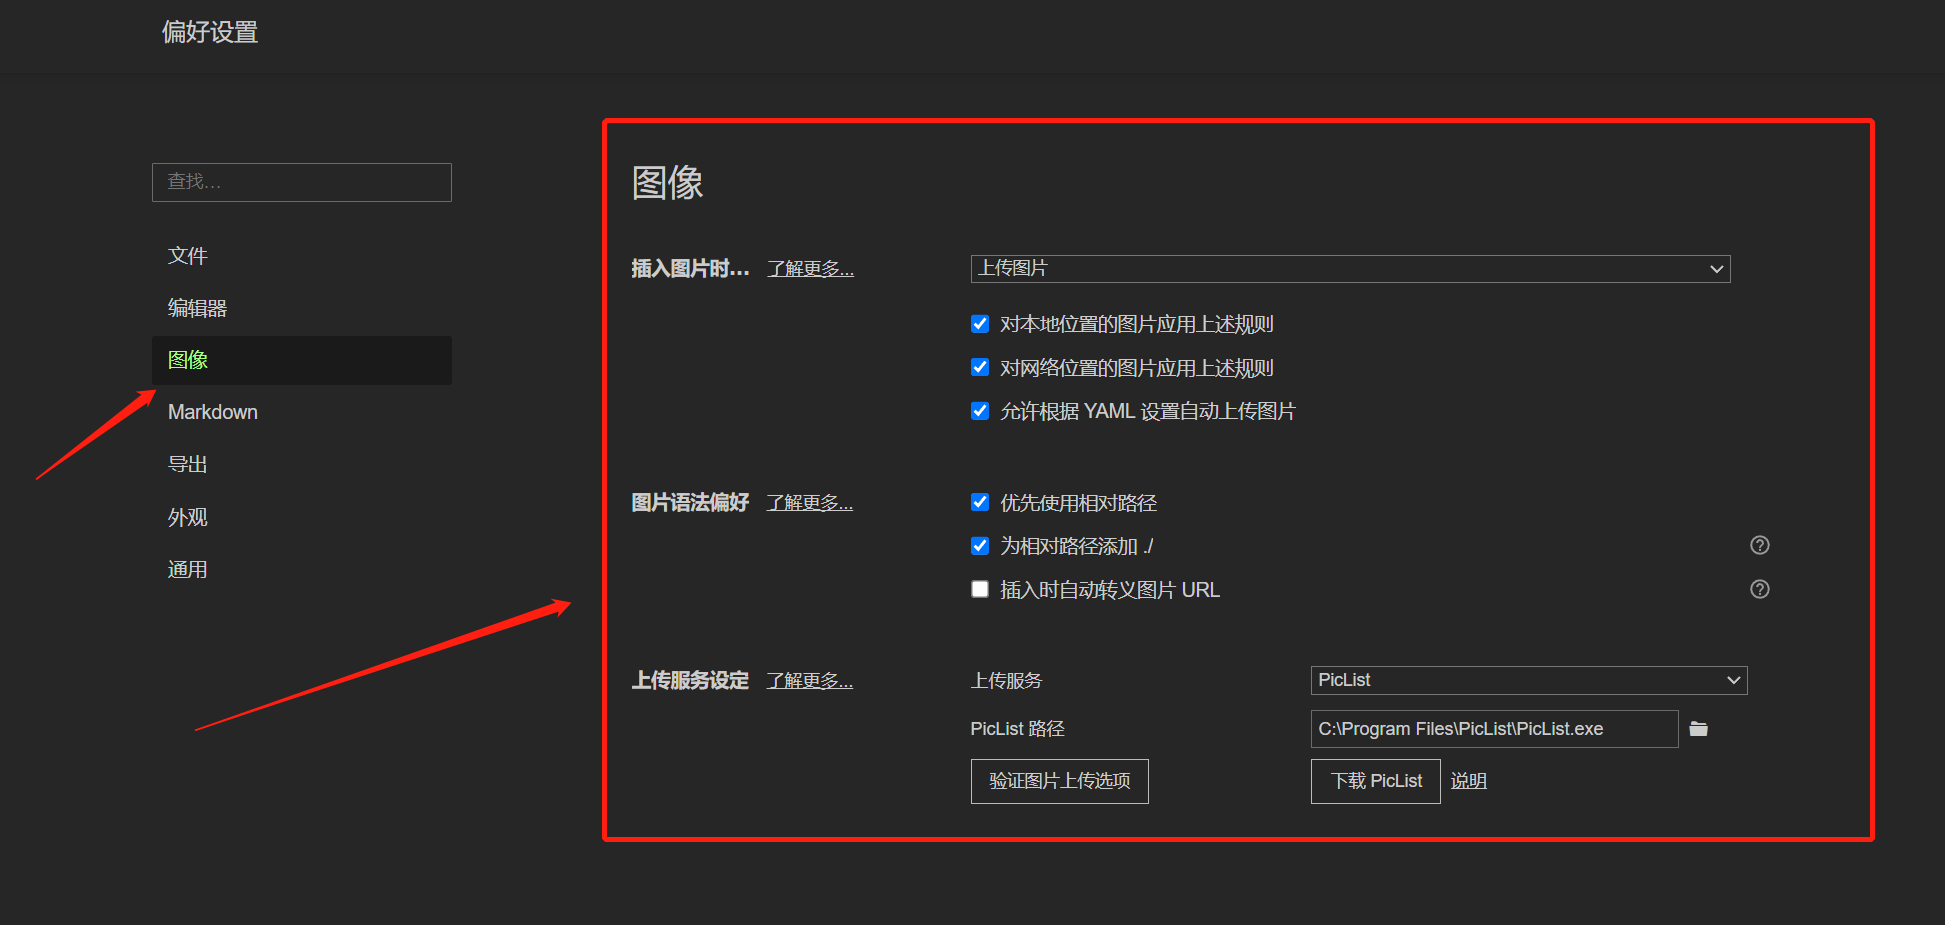 偏好设置
查找...
文件
编辑器
图像
Markdown
导出
外观
通用
图像
插入图片时... 了解更多... 上传图片
对本地位置的图片应用上述规则
对网络位置的图片应用上述规则
允许根据 YAML 设置自动上传图片
图片语法偏好 了解更多... 优先使用相对路径
为相对路径添加 ./
插入时自动转义图片 URL
上传服务设定 了解更多... 上传服务 PicList
PicList 路径 C:\Program Files\PicList\PicList.exe
验证图片上传选项 下载 PicList 说明